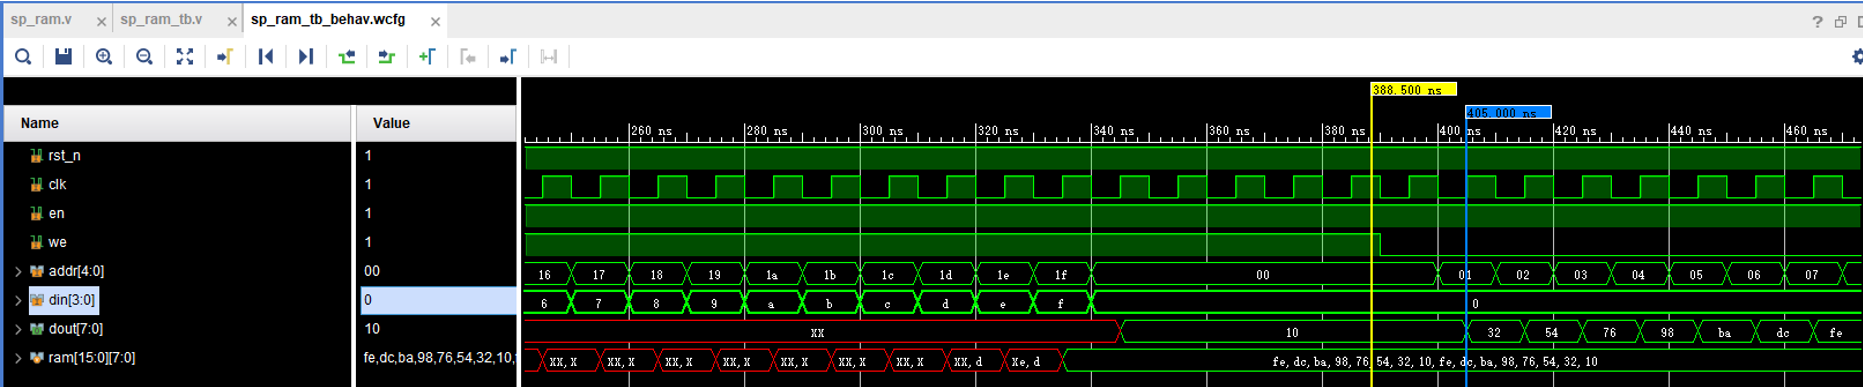 sp_ram.v × sp_ram_tb.v × sp_ram_tb_behav.wcfg ×
?
388.500 ns
405.000 ns
Name Value
260 ns 280 ns 300 ns 320 ns 340 ns 360 ns 380 ns 400 ns 420 ns 440 ns 460 ns
rst_n 1
clk 1
en 1
we 1
addr[4:0] 00 16 17 18 19 1a 1b 1c 1d 1e 1f 00 01 02 03 04 05 06 07
din[3:0] 0 6 7 8 9 a b c d e f 0
dout[7:0] 10 XX 10 32 54 76 98 ba dc fe
ram[15:0][7:0] fe,dc,ba,98,76,54,32,10, XX,X XX,X XX,X XX,X XX,X XX,X XX,X XX,d Xe,d fe,dc,ba,98,76,54,32,10,fe,dc,ba,98,76,54,32,10